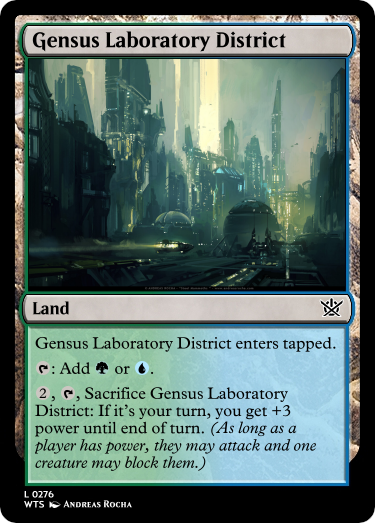 Gensus Laboratory District
Land
Gensus Laboratory District enters tapped.
: Add or .
2, , Sacrifice Gensus Laboratory
District: If it's your turn, you get +3
power until end of turn. (As long as a
player has power, they may attack and one
creature may block them.)
L 0276
WTS Andreas Rocha